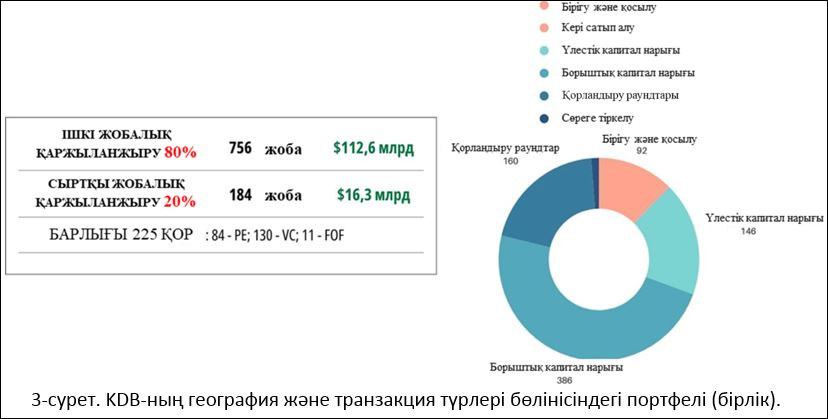 Бірігу және қосылу
Кері сатып алу
Үлестік капитал нарығы
Борыштық капитал нарығы
Қорландыру раундтары
Сөреге тіркелу
ІШКІ ЖОБАЛЫҚ
ҚАРЖЫЛАНЖЫРУ 80% 756 жоба $112,6 млрд
СЫРТҚЫ ЖОБАЛЫҚ
ҚАРЖЫЛАНЖЫРУ 20% 184 жоба $16,3 млрд
БАРЛЫҒЫ 225 ҚОР : 84 - PE; 130 - VC; 11 - FOF
Қорландыру раундтар
160
Бірігу және қосылу
92
Үлестік капитал нарығы
146
Борыштық капитал нарығы
386
3-сурет. KDB-ның география және транзакция түрлері бөлінісіндегі портфелі (бірлік).